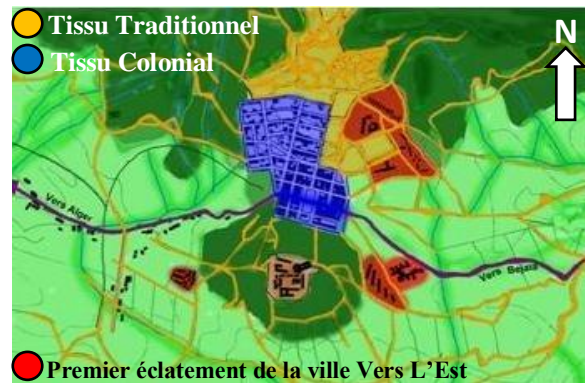 Tissu Traditionnel
Tissu Colonial
N
Vers Alger
Vers Bejaia
Premier éclatement de la ville Vers L'Est